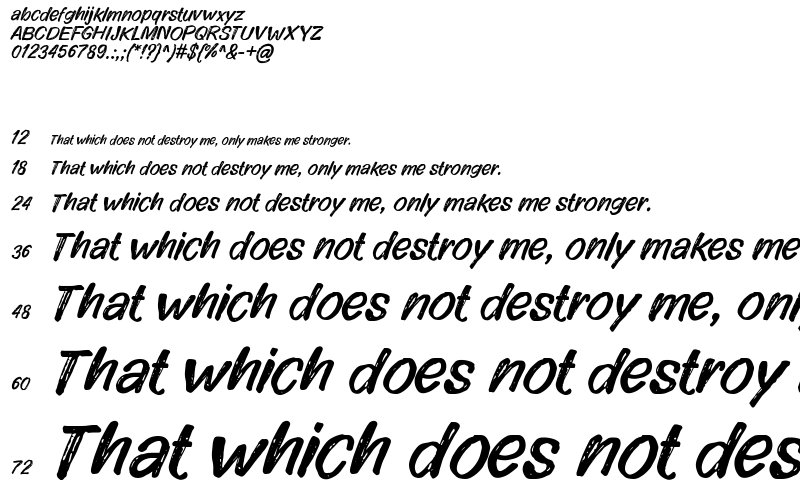 abcdefghijklmnopqrstuvwxyz
ABCDEFGHIJKLMNOPQRSTUVWXYZ
0123456789.:,;(*!?)^)#$(%^&-+@
12 That which does not destroy me, only makes me stronger.
18 That which does not destroy me, only makes me stronger.
24 That which does not destroy me, only makes me stronger.
36 That which does not destroy me, only makes me
48 That which does not destroy me, only
60 That which does not destroy
72 That which does not des